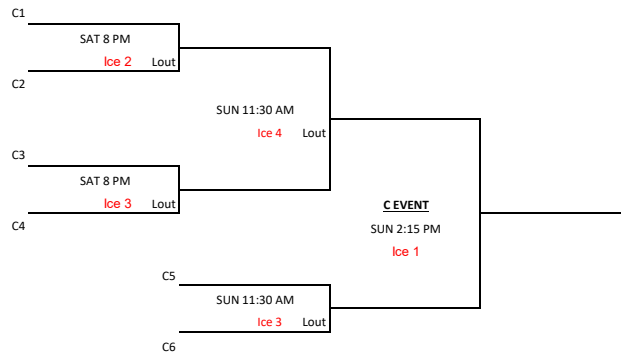 C1
SAT 8 PM
Ice 2 Lout
C2
SUN 11:30 AM
Ice 4 Lout
C3
SAT 8 PM
Ice 3 Lout
C4
C EVENT
SUN 2:15 PM
Ice 1
C5
SUN 11:30 AM
Ice 3 Lout
C6